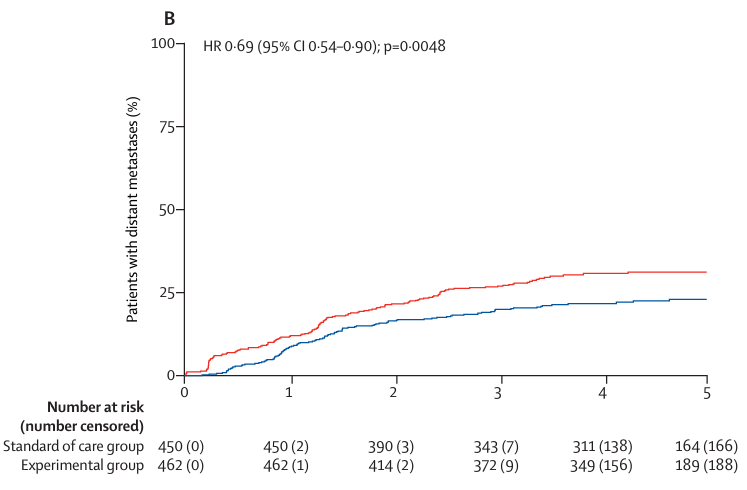 B
100
HR 0·69 (95% CI 0·54–0·90); p=0·0048
75
50
25
0
Patients with distant metastases (%)
0 1 2 3 4 5
Number at risk
(number censored)
Standard of care group 450 (0) 450 (2) 390 (3) 343 (7) 311 (138) 164 (166)
Experimental group 462 (0) 462 (1) 414 (2) 372 (9) 349 (156) 189 (188)